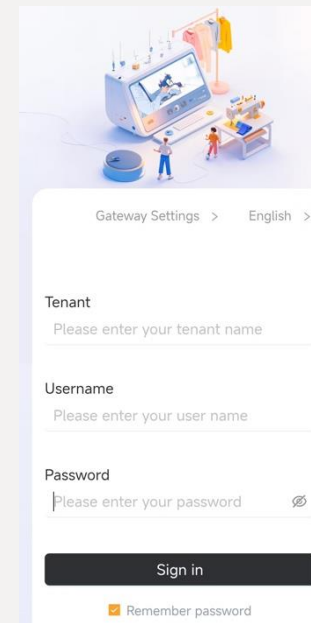 Gateway Settings > English >
Tenant
Please enter your tenant name
Username
Please enter your user name
Password
Please enter your password
Sign in
Remember password